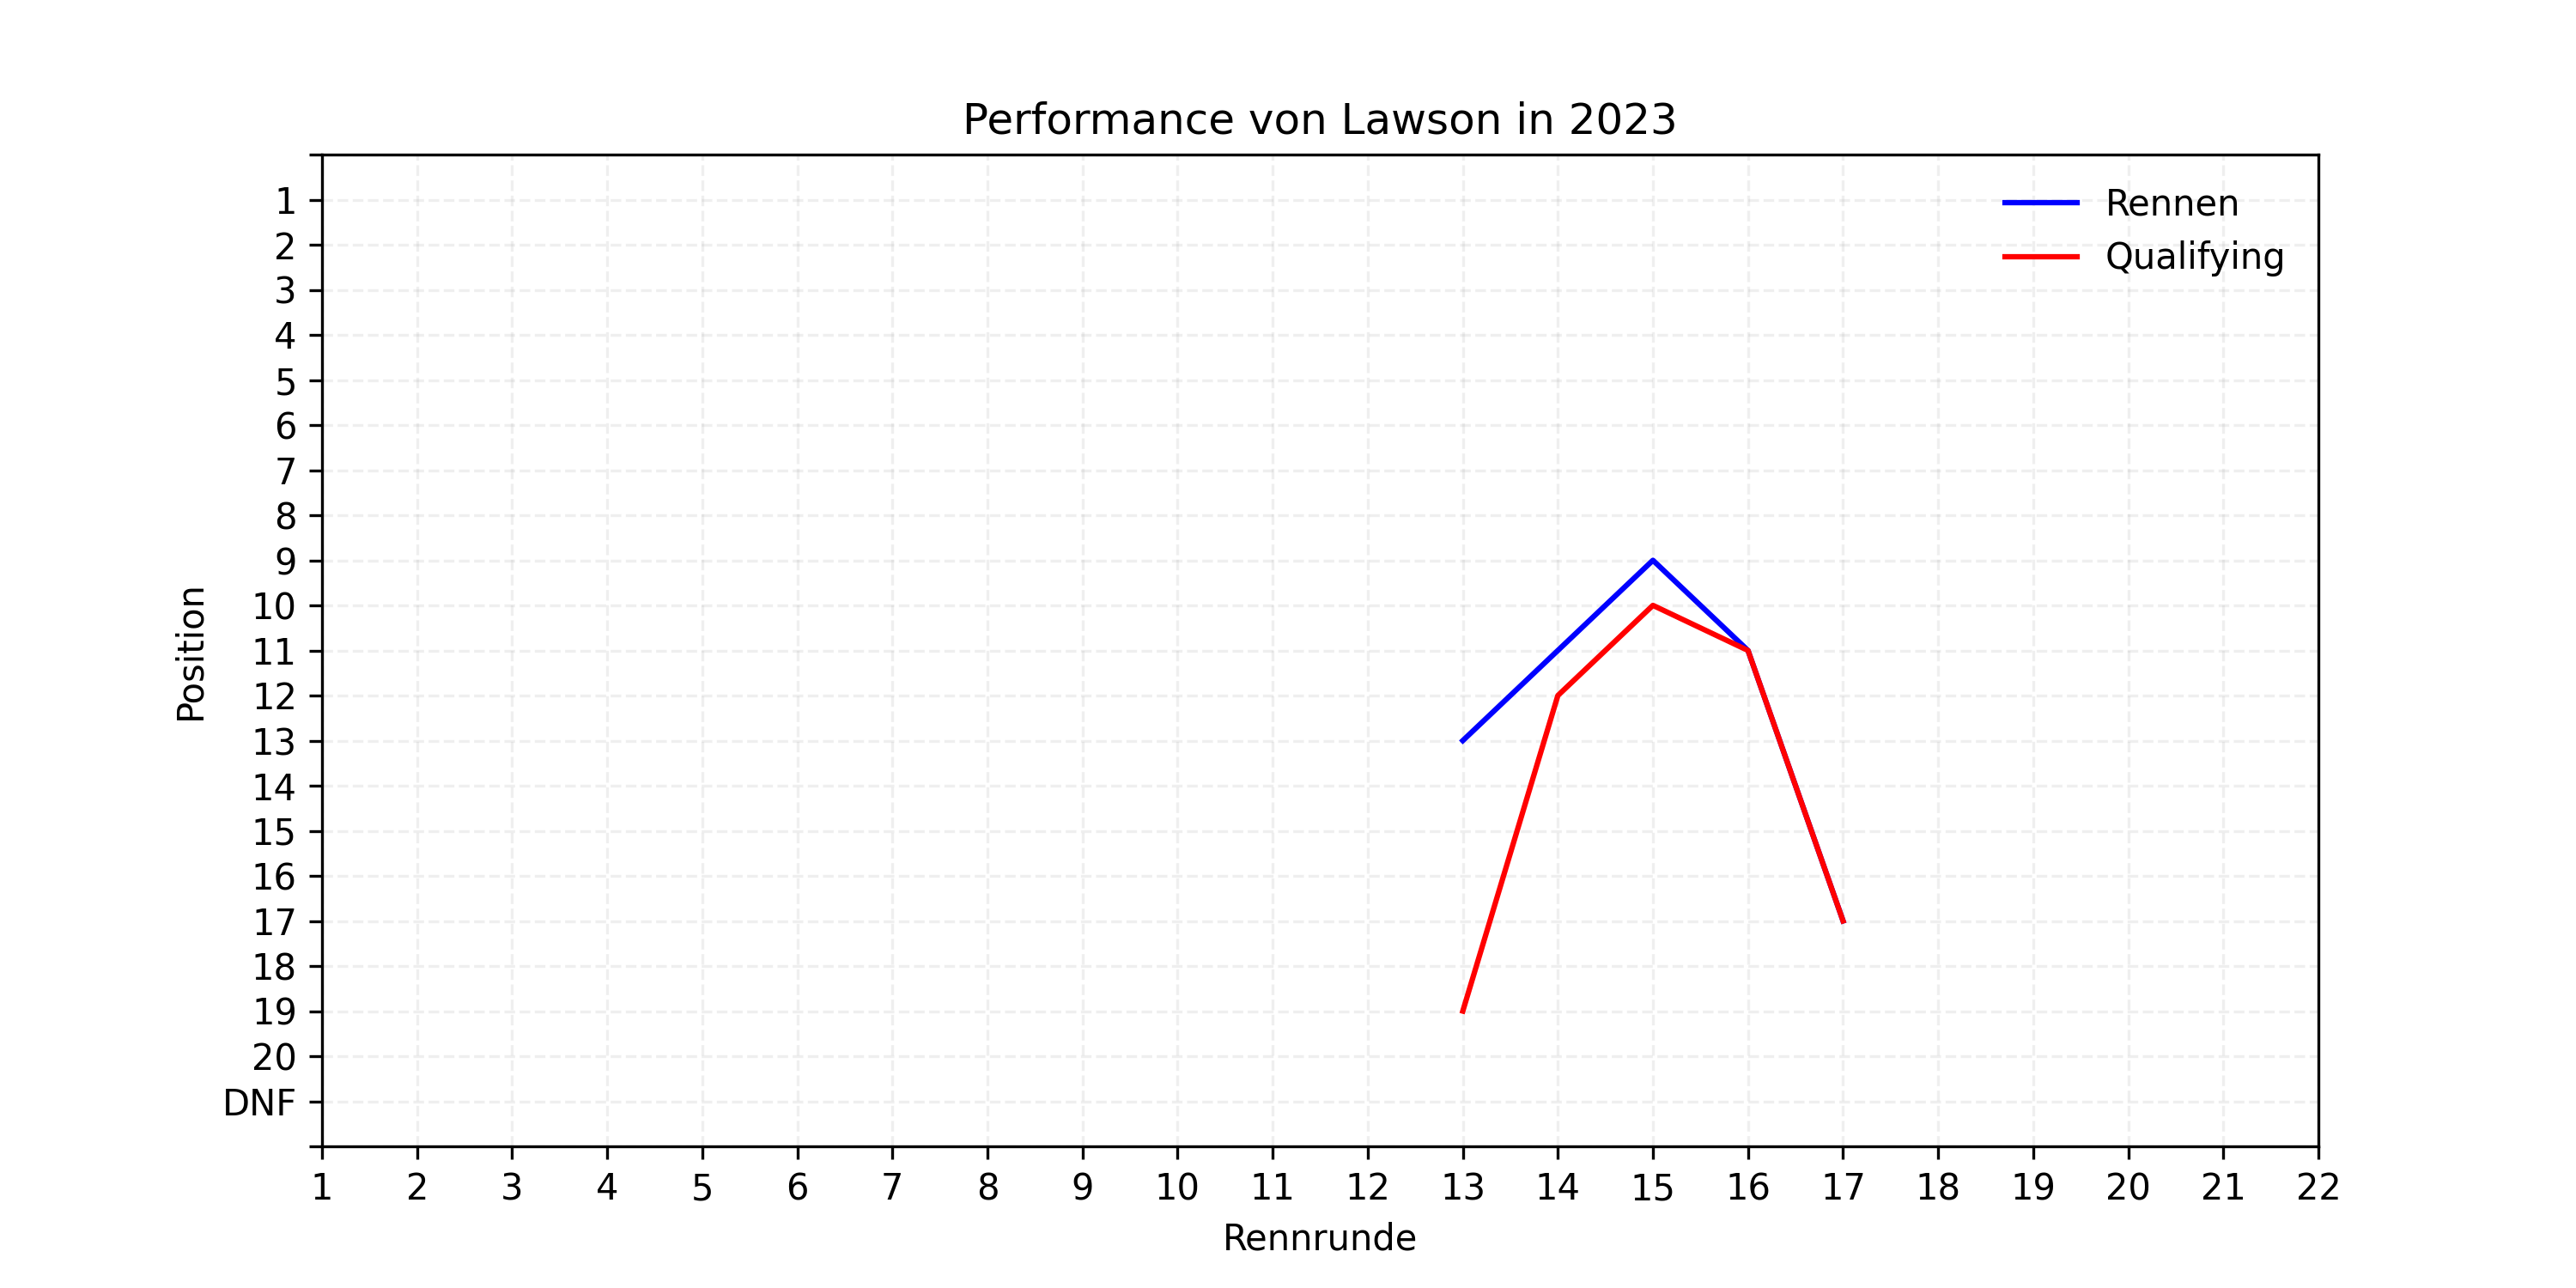 Performance von Lawson in 2023
Rennen
Qualifying
Position
1
2
3
4
5
6
7
8
9
10
11
12
13
14
15
16
17
18
19
20
DNF
1 2 3 4 5 6 7 8 9 10 11 12 13 14 15 16 17 18 19 20 21 22
Rennrunde